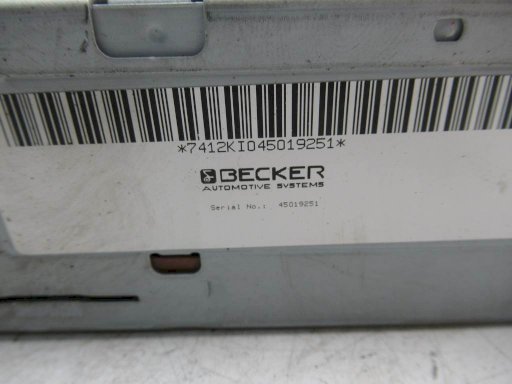 *7412KI045019251*
BECKER
AUTOMOTIVE SYSTEMS
Serial No.: 45019251